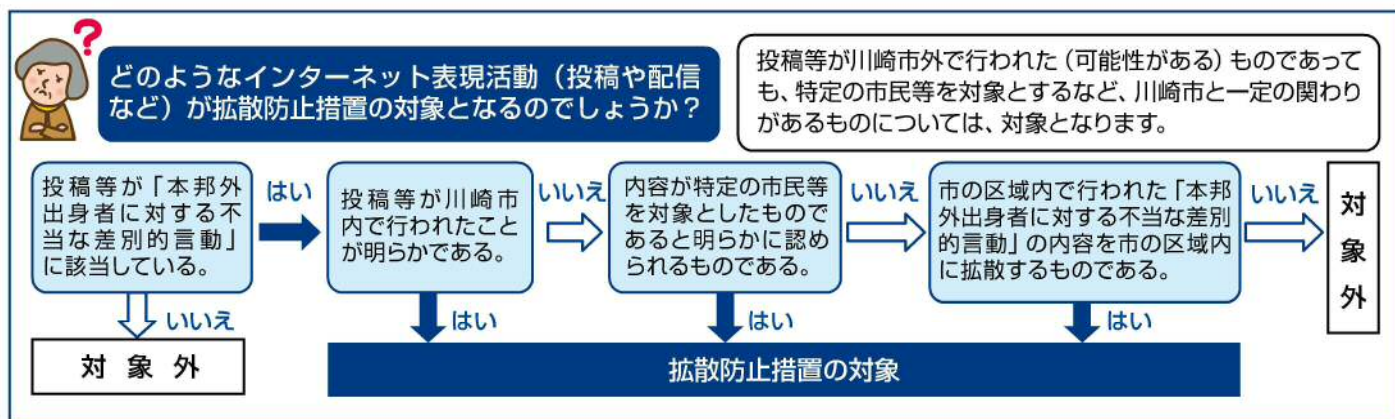 ?
どのようなインターネット表現活動（投稿や配信
など）が拡散防止措置の対象となるのでしょうか？
投稿等が川崎市外で行われた（可能性がある）ものであって
も、特定の市民等を対象とするなど、川崎市と一定の関わり
があるものについては、対象となります。
投稿等が「本邦外
出身者に対する不
当な差別的言動」
に該当している。
はい
投稿等が川崎市
内で行われたこと
が明らかである。
いいえ
内容が特定の市民等
を対象としたもので
あると明らかに認め
られるものである。
いいえ
市の区域内で行われた「本邦
外出身者に対する不当な差別
的言動」の内容を市の区域内
に拡散するものである。
いいえ
対象外
いいえ
はい
はい
はい
対象外
拡散防止措置の対象